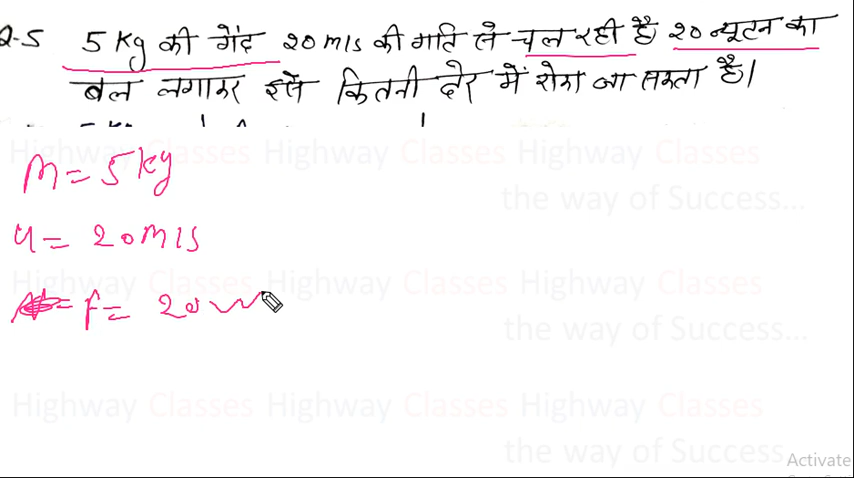 Q.5 5 Kg की गेंद 20 m/s की गति से चल रही है 20 न्यूटन का
बल लगाकर इसे कितनी देर में रोका जा सकता है।
Highway Classes Highway Classes Highway Classes
m = 5 kg
the way of Success...
u = 20 m/s
Highway Classes Highway Classes Highway Classes
f = 20
the way of Success...
Highway Classes Highway Classes Highway Classes
the way of Success
Activate